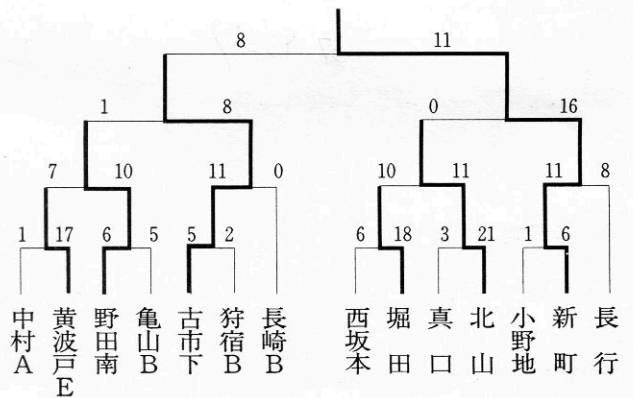 8 11
1 8 0 16
7 10 11 0 10 11 11 8
1 17 6 5 5 2 6 18 3 21 1 6
中村A
黄波戸E
野田南
亀山B
古市下
狩宿B
長崎B
西坂本
堀田
真口
北山
小野地
新町
長行